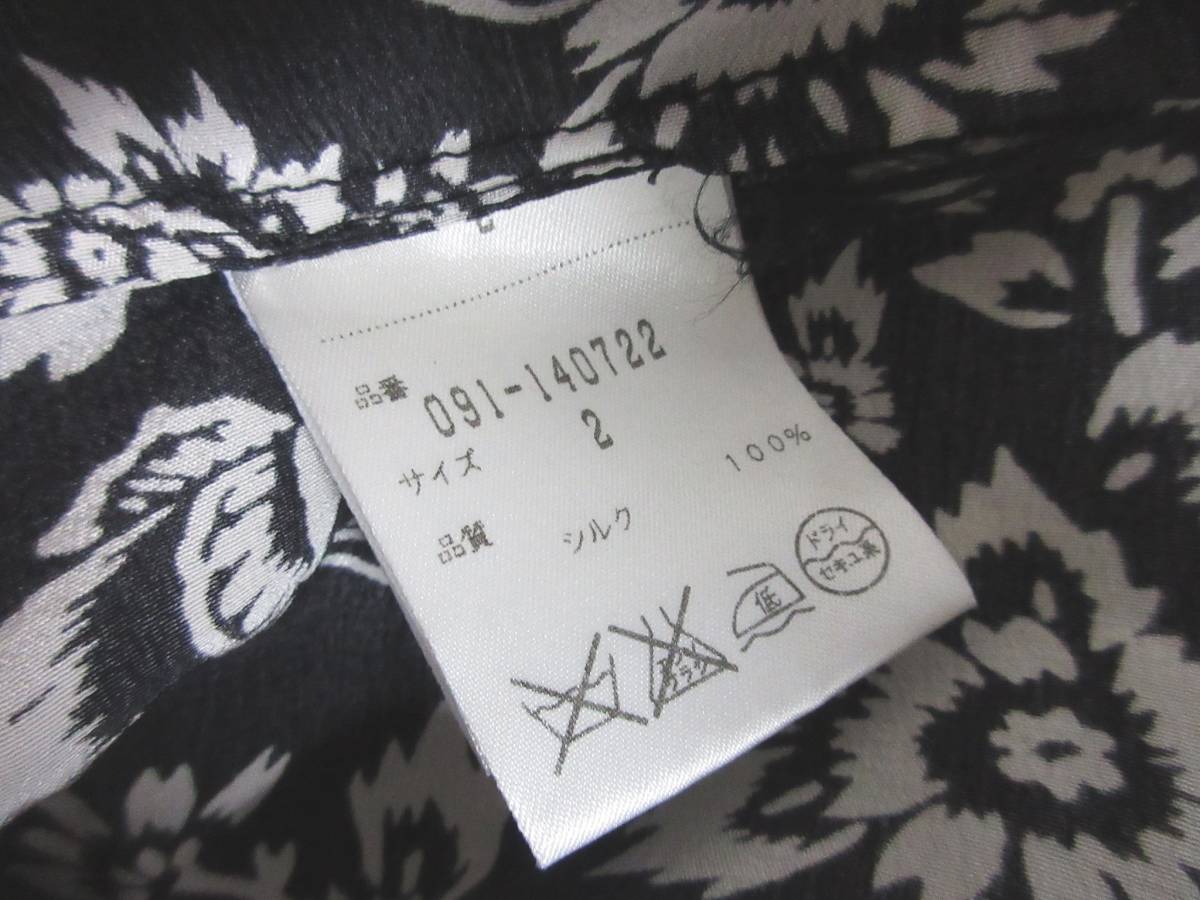 品番 091-140722
サイズ 2
品質 シルク 100%
低
ドライ
セキユ系